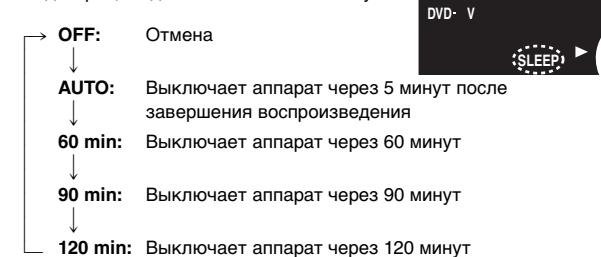 DVD- V
SLEEP
OFF: Отмена
AUTO: Выключает аппарат через 5 минут после
завершения воспроизведения
60 min: Выключает аппарат через 60 минут
90 min: Выключает аппарат через 90 минут
120 min: Выключает аппарат через 120 минут